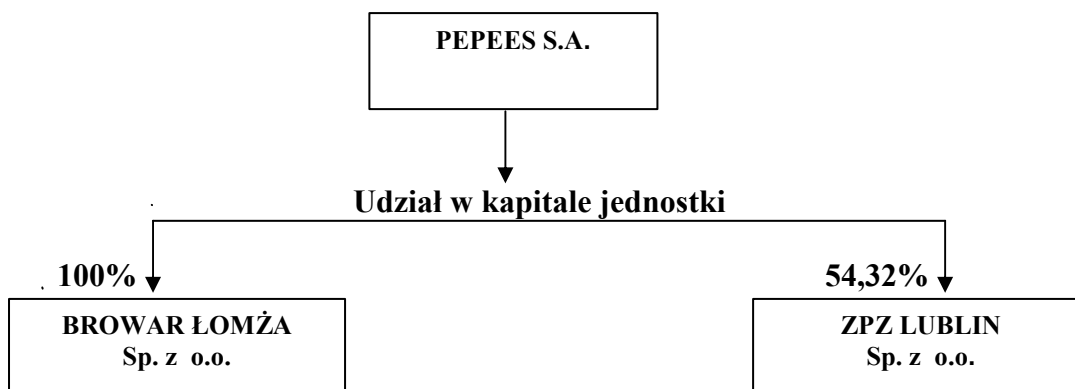 PEPEES S.A.
Udział w kapitale jednostki
100%
54,32%
BROWAR ŁOMŻA
Sp. z o.o.
ZPZ LUBLIN
Sp. z o.o.